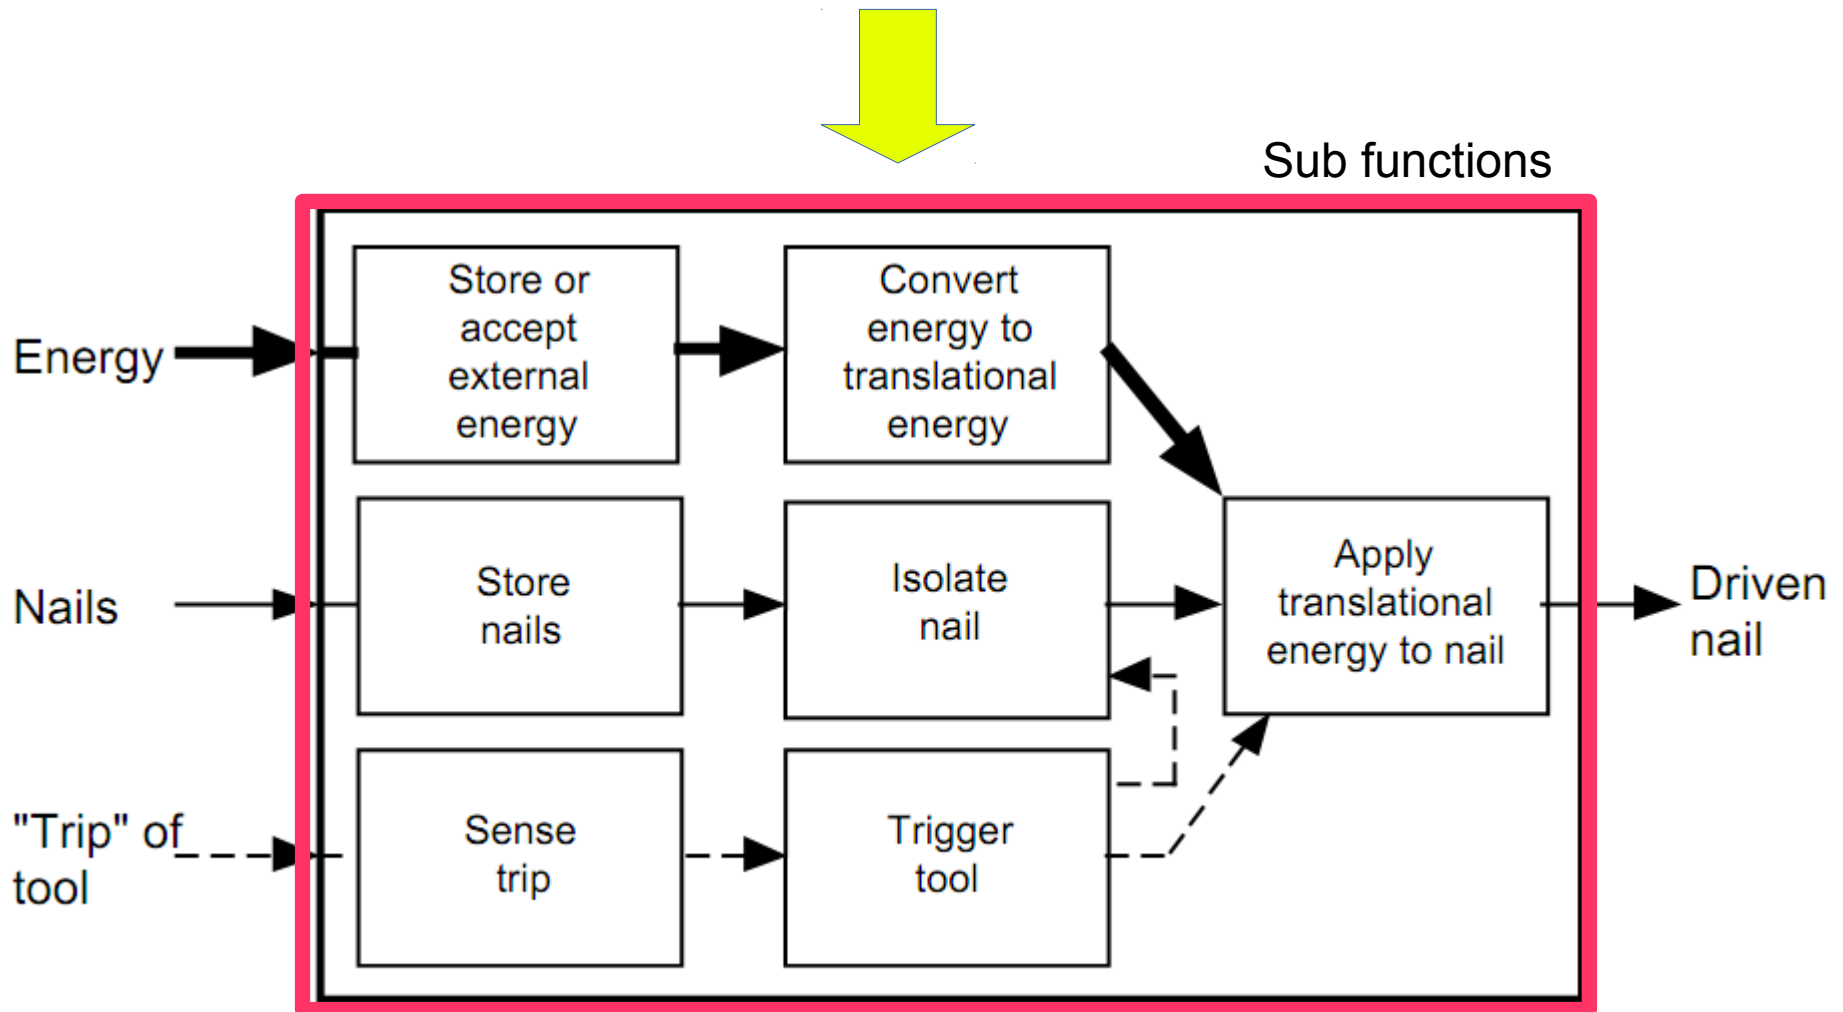 Sub functions
Energy
Store or
accept
external
energy
Convert
energy to
translational
energy
Nails
Store
nails
Isolate
nail
Apply
translational
energy to nail
Driven
nail
"Trip" of
tool
Sense
trip
Trigger
tool